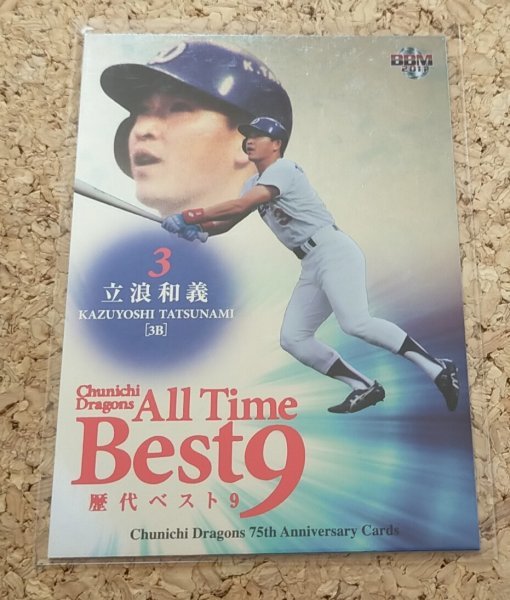 BBM
2012
3
立浪和義
KAZUYOSHI TATSUNAMI
[3B]
Chunichi
Dragons
All Time
Best9
歴代ベスト9
Chunichi Dragons 75th Anniversary Cards